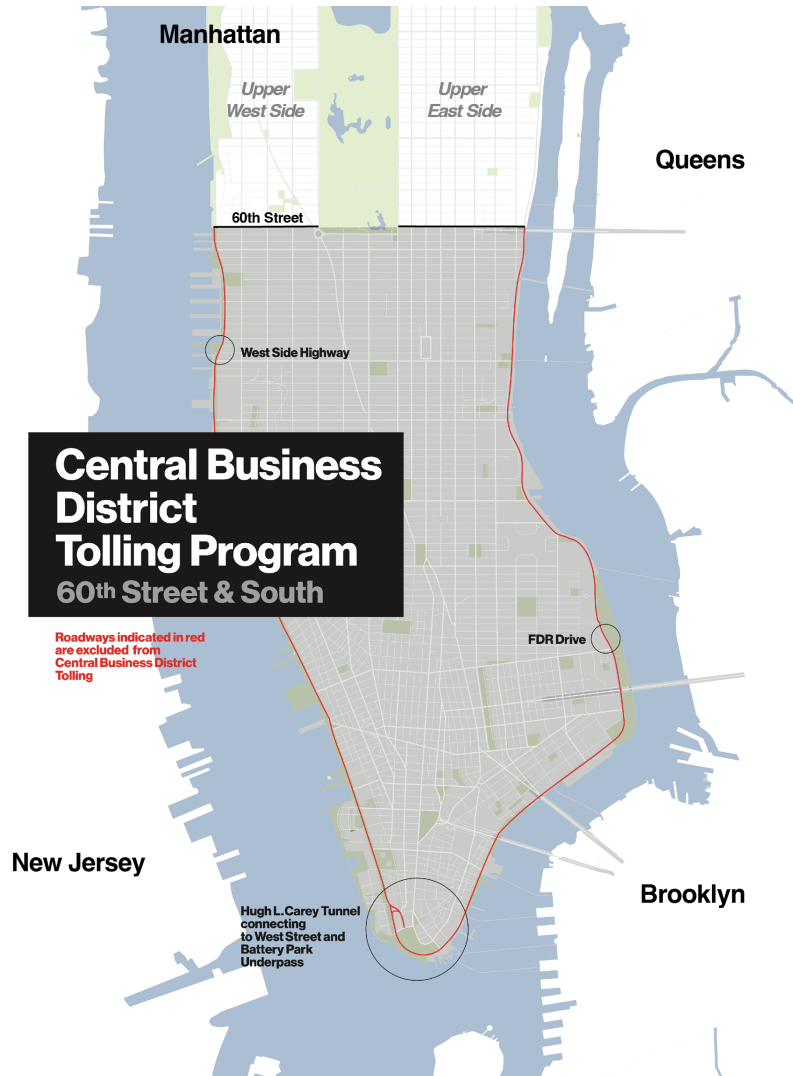 Manhattan
Upper
West Side
Upper
East Side
Queens
60th Street
West Side Highway
Central Business
District
Tolling Program
60th Street & South
Roadways indicated in red
are excluded from
Central Business District
Tolling
FDR Drive
New Jersey
Brooklyn
Hugh L. Carey Tunnel
connecting
to West Street and
Battery Park
Underpass